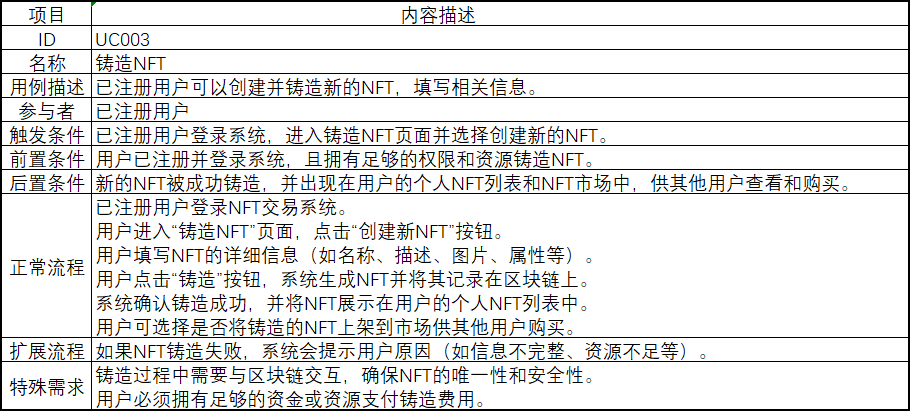 项目 内容描述
ID UC003
名称 铸造NFT
用例描述 已注册用户可以创建并铸造新的NFT，填写相关信息。
参与者 已注册用户
触发条件 已注册用户登录系统，进入铸造NFT页面并选择创建新的NFT。
前置条件 用户已注册并登录系统，且拥有足够的权限和资源铸造NFT。
后置条件 新的NFT被成功铸造，并出现在用户的个人NFT列表和NFT市场中，供其他用户查看和购买。
正常流程 已注册用户登录NFT交易系统。
用户进入“铸造NFT”页面，点击“创建新NFT”按钮。
用户填写NFT的详细信息（如名称、描述、图片、属性等）。
用户点击“铸造”按钮，系统生成NFT并将其记录在区块链上。
系统确认铸造成功，并将NFT展示在用户的个人NFT列表中。
用户可选择是否将铸造的NFT上架到市场供其他用户购买。
扩展流程 如果NFT铸造失败，系统会提示用户原因（如信息不完整、资源不足等）。
特殊需求 铸造过程中需要与区块链交互，确保NFT的唯一性和安全性。
用户必须拥有足够的资金或资源支付铸造费用。